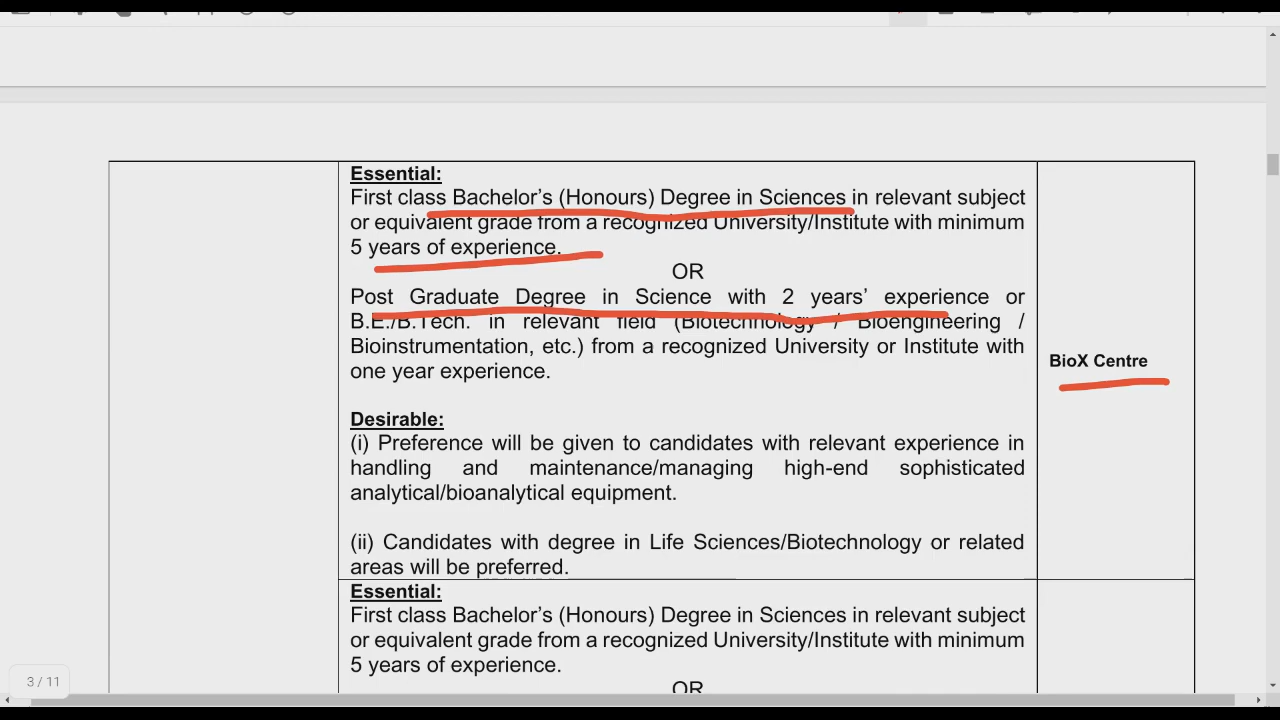 Essential:
First class Bachelor's (Honours) Degree in Sciences in relevant subject
or equivalent grade from a recognized University/Institute with minimum
5 years of experience.
OR
Post Graduate Degree in Science with 2 years' experience or
B.E./B.Tech. in relevant field (Biotechnology / Bioengineering /
Bioinstrumentation, etc.) from a recognized University or Institute with
one year experience.
BioX Centre
Desirable:
(i) Preference will be given to candidates with relevant experience in
handling and maintenance/managing high-end sophisticated
analytical/bioanalytical equipment.
(ii) Candidates with degree in Life Sciences/Biotechnology or related
areas will be preferred.
Essential:
First class Bachelor's (Honours) Degree in Sciences in relevant subject
or equivalent grade from a recognized University/Institute with minimum
5 years of experience.
OR
3 / 11